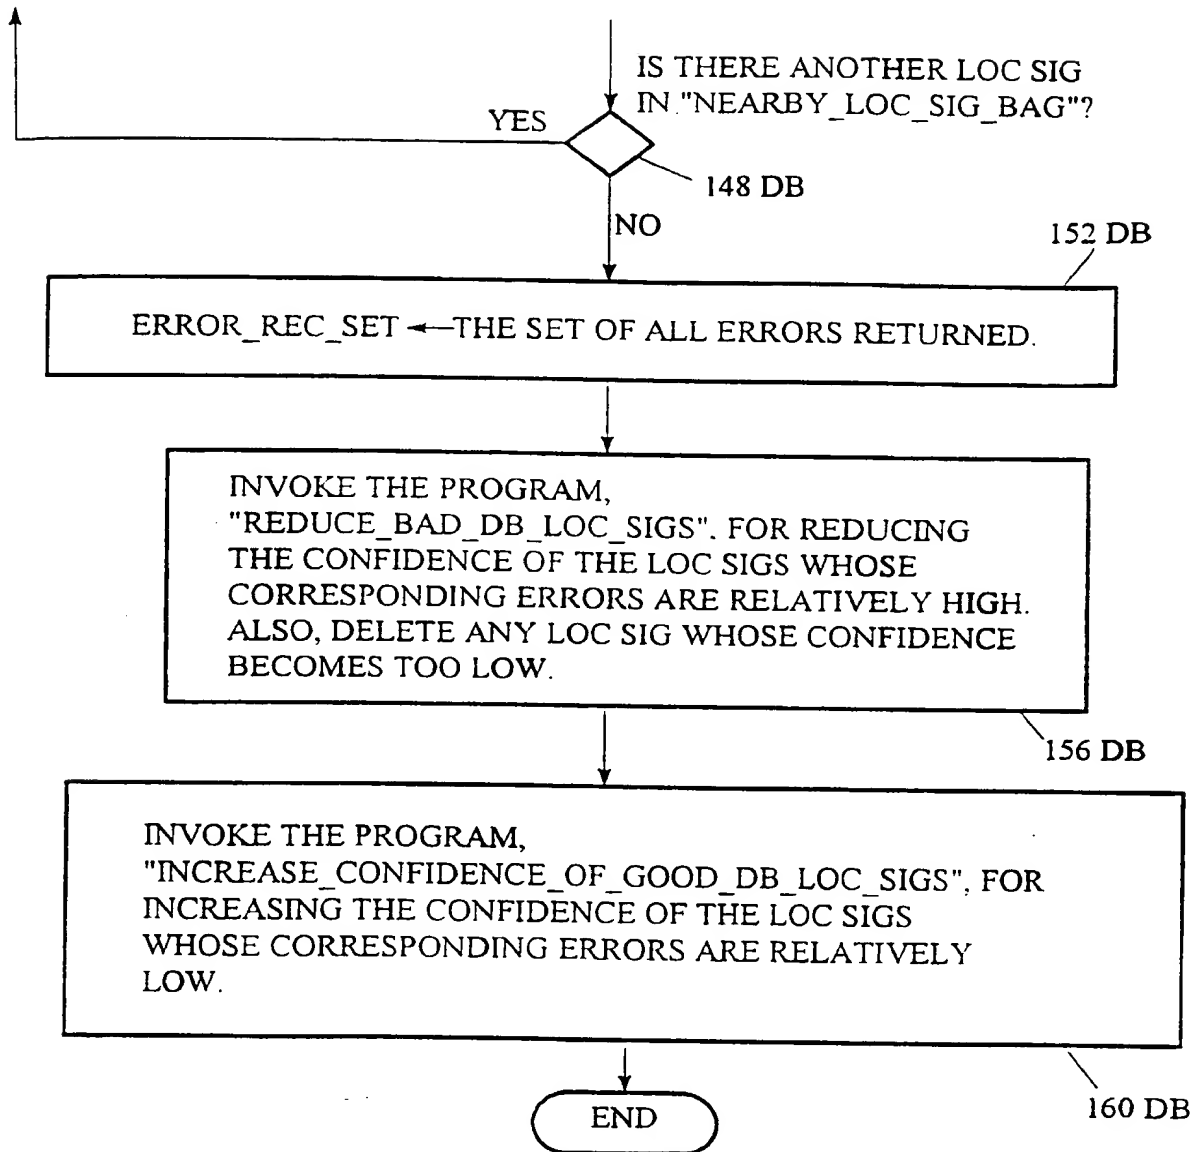 IS THERE ANOTHER LOC SIG
IN "NEARBY_LOC_SIG_BAG"?
YES
148 DB
NO
152 DB
ERROR_REC_SET ← THE SET OF ALL ERRORS RETURNED.
INVOKE THE PROGRAM,
"REDUCE_BAD_DB_LOC_SIGS". FOR REDUCING
THE CONFIDENCE OF THE LOC SIGS WHOSE
CORRESPONDING ERRORS ARE RELATIVELY HIGH.
ALSO, DELETE ANY LOC SIG WHOSE CONFIDENCE
BECOMES TOO LOW.
156 DB
INVOKE THE PROGRAM,
"INCREASE_CONFIDENCE_OF_GOOD_DB_LOC_SIGS", FOR
INCREASING THE CONFIDENCE OF THE LOC SIGS
WHOSE CORRESPONDING ERRORS ARE RELATIVELY
LOW.
160 DB
END